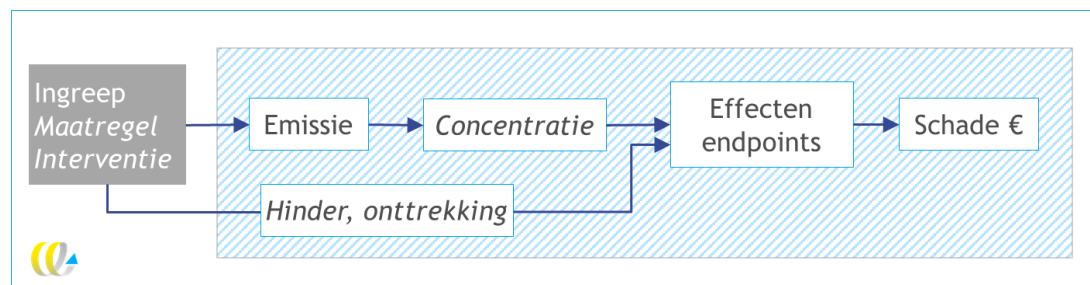 Ingreep
Maatregel
Interventie
Emissie
Concentratie
Effecten
endpoints
Schade €
Hinder, onttrekking